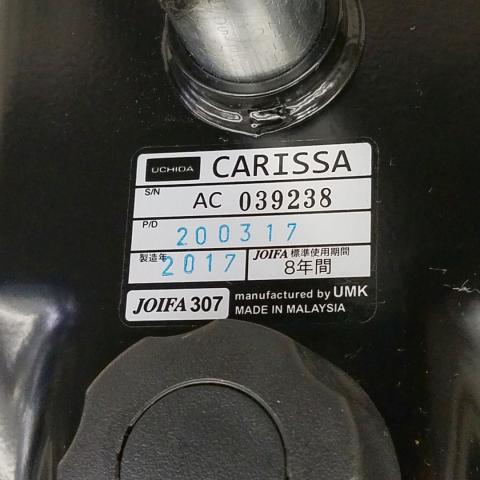 UCHIDA CARISSA
S/N AC 039238
P/D 200317
製造年 2017 JOIFA 標準使用期間
8年間
JOIFA 307 manufactured by UMK
MADE IN MALAYSIA